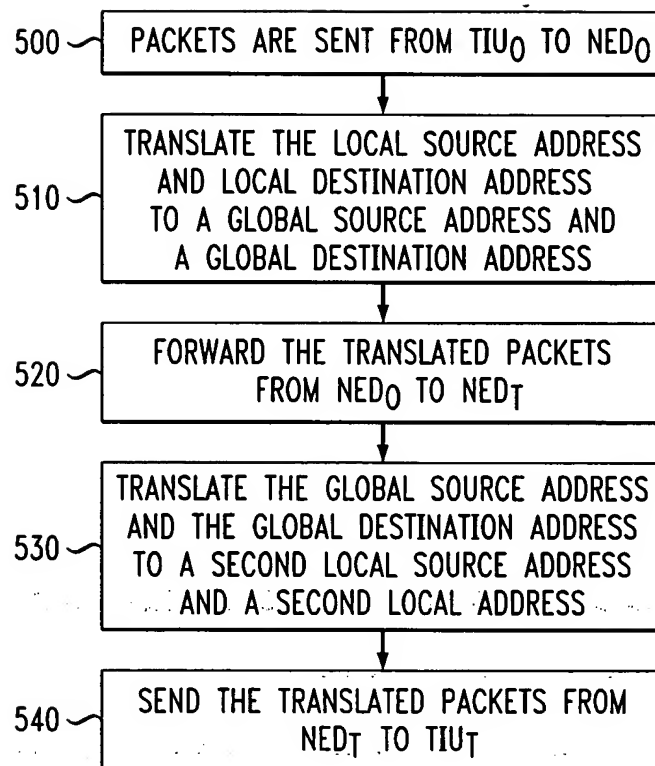 500 PACKETS ARE SENT FROM TIUO TO NEDO
510 TRANSLATE THE LOCAL SOURCE ADDRESS
AND LOCAL DESTINATION ADDRESS
TO A GLOBAL SOURCE ADDRESS AND
A GLOBAL DESTINATION ADDRESS
520 FORWARD THE TRANSLATED PACKETS
FROM NEDO TO NEDT
530 TRANSLATE THE GLOBAL SOURCE ADDRESS
AND THE GLOBAL DESTINATION ADDRESS
TO A SECOND LOCAL SOURCE ADDRESS
AND A SECOND LOCAL ADDRESS
540 SEND THE TRANSLATED PACKETS FROM
NEDT TO TIUT